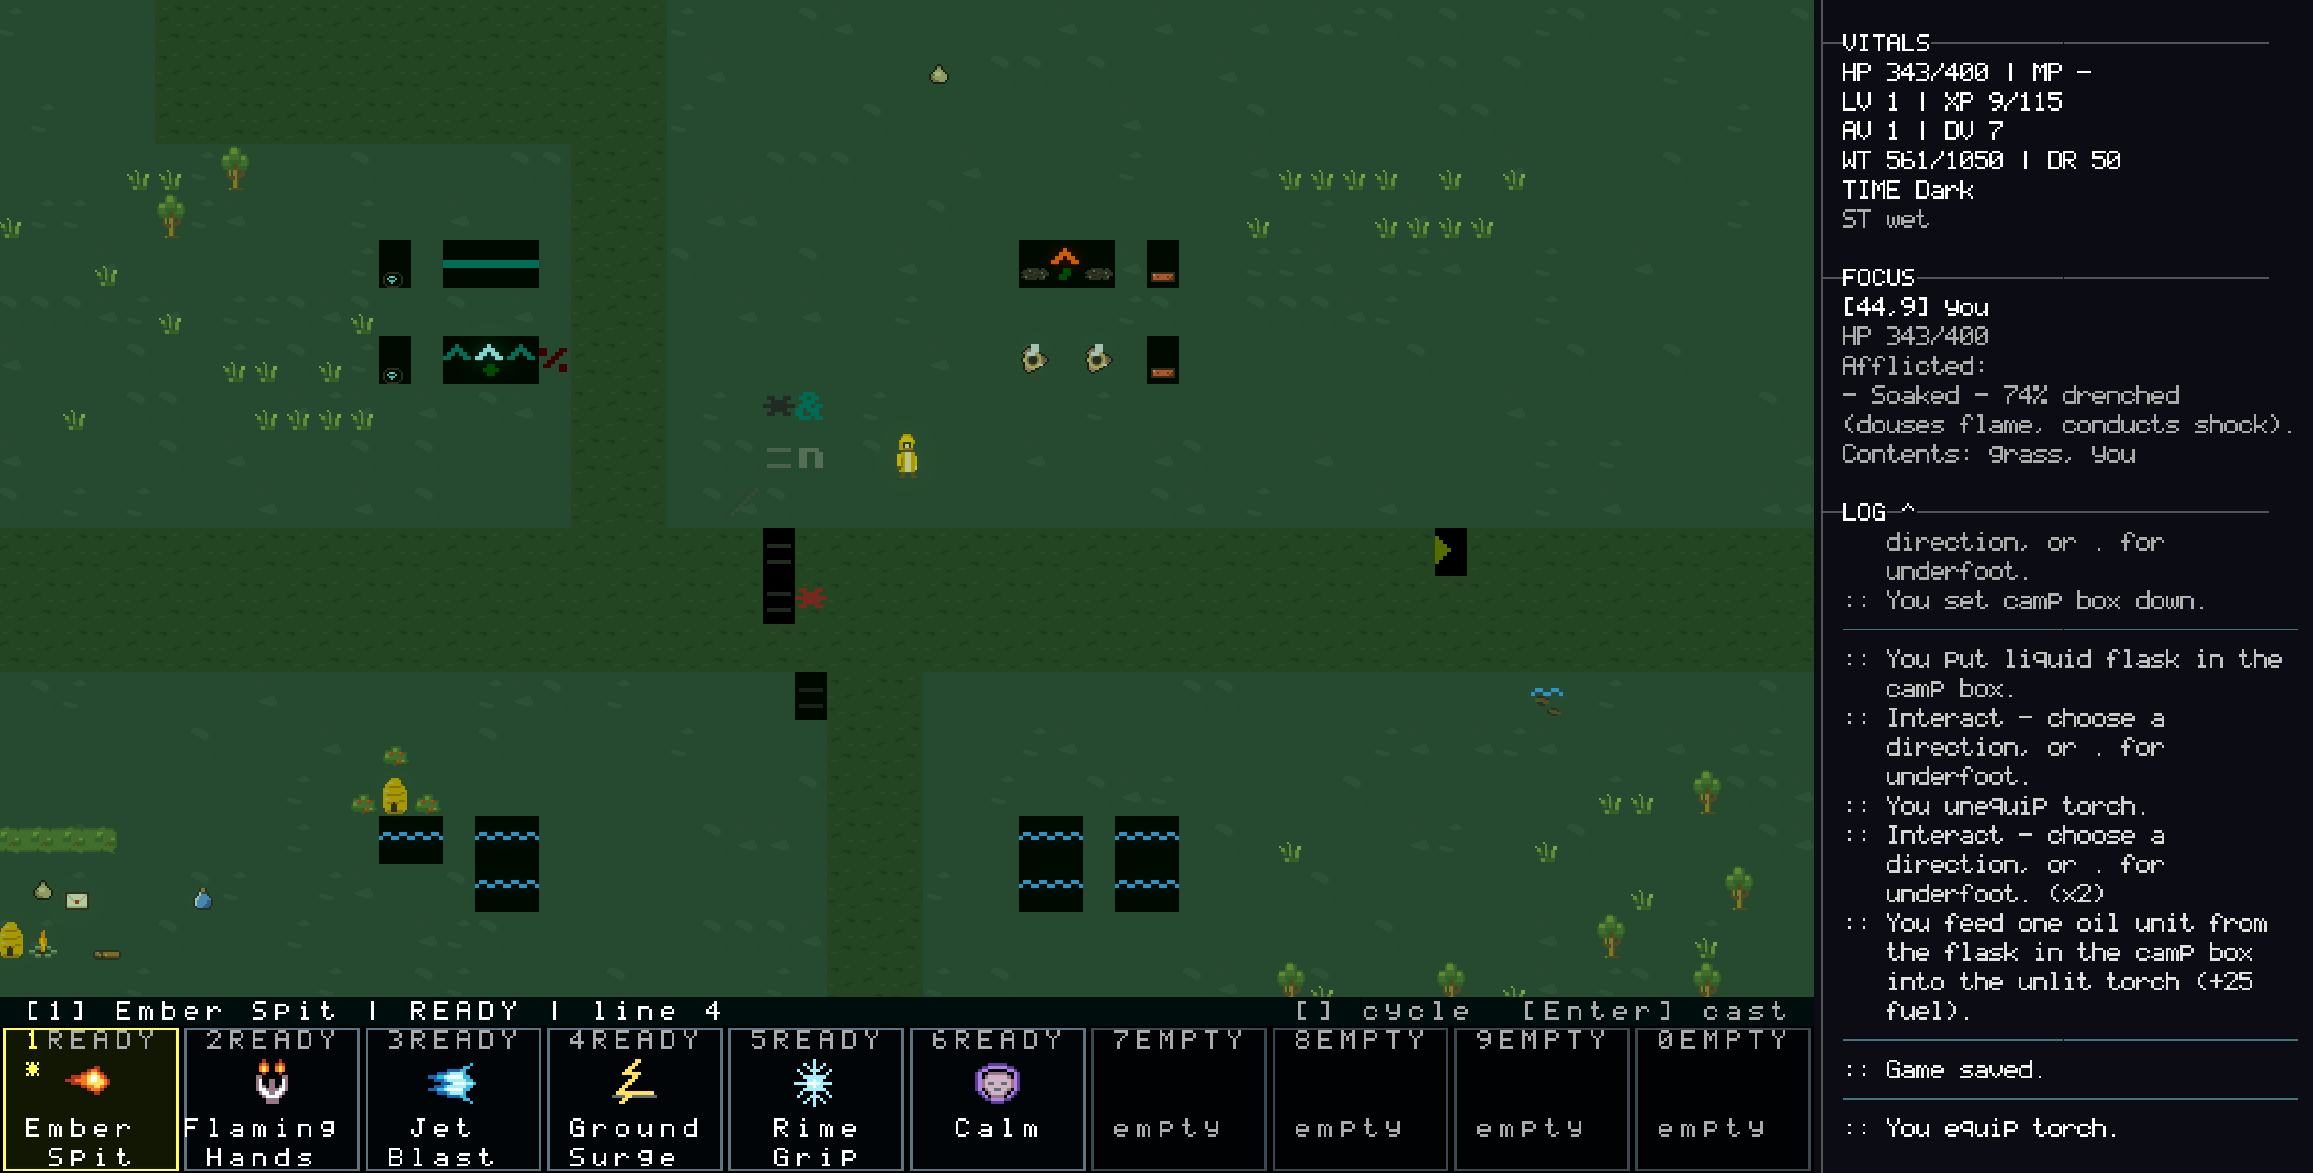 VITALS
HP 343/400 | MP -
LV 1 | XP 9/115
AV 1 | DV 7
WT 561/1050 | DR 50
TIME Dark
ST wet
FOCUS
[44,9] You
HP 343/400
Afflicted:
- Soaked - 74% drenched
(douses flame, conducts shock).
Contents: grass, You
LOG ^
direction, or . for
underfoot.
:: You set camp box down.
:: You put liquid flask in the
camp box.
:: Interact - choose a
direction, or . for
underfoot.
:: You unequip torch.
:: Interact - choose a
direction, or . for
underfoot. (x2)
:: You feed one oil unit from
the flask in the camp box
into the unlit torch (+25
fuel).
:: Game saved.
:: You equip torch.
[1] Ember Spit | READY | line 4
[] cycle [Enter] cast
1READY 2READY 3READY 4READY 5READY 6READY 7EMPTY 8EMPTY 9EMPTY 0EMPTY
Ember Flaming Jet Ground Rime Calm empty empty empty empty
Spit Hands Blast Surge Grip